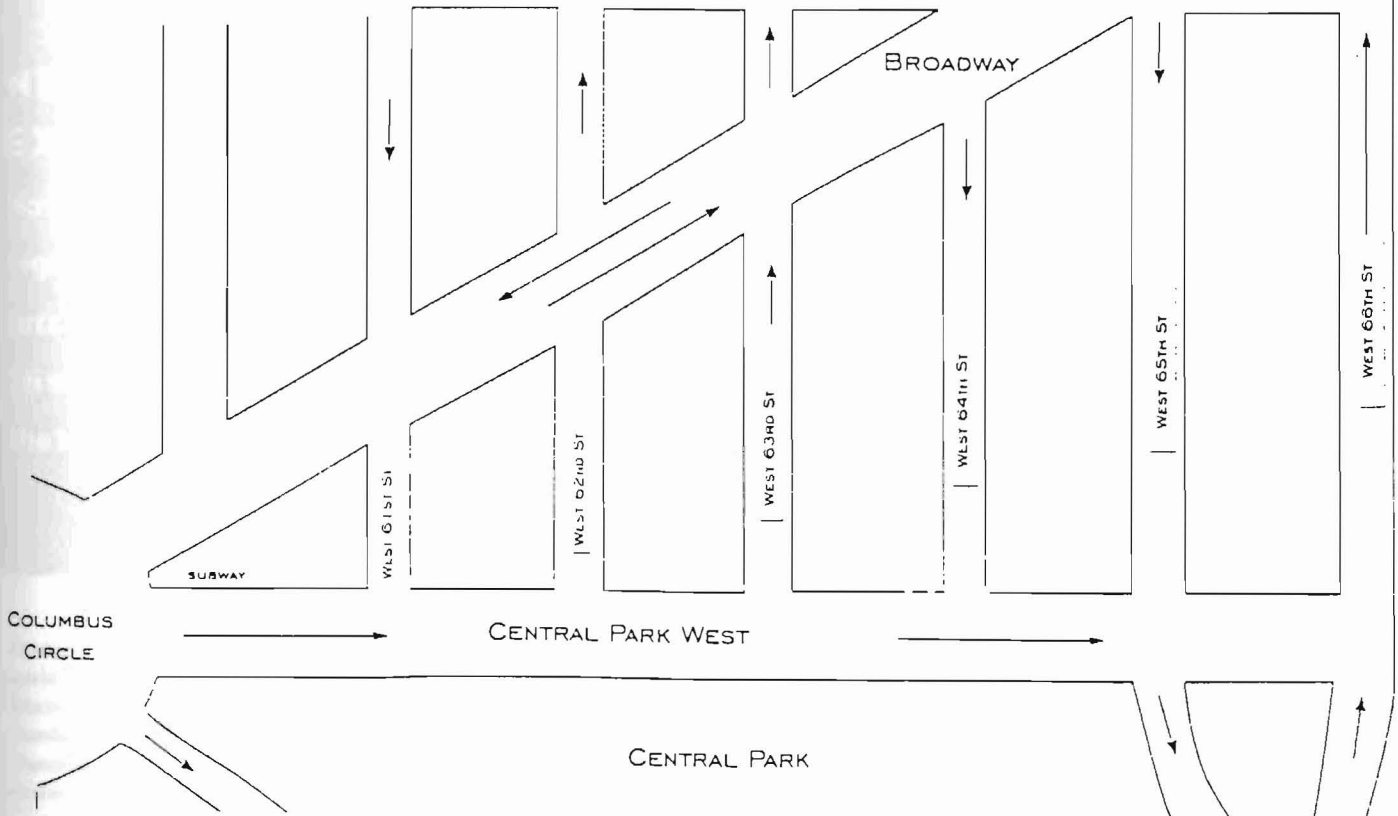 BROADWAY
WEST 61ST ST
WEST 62ND ST
WEST 63RD ST
WEST 64TH ST
WEST 65TH ST
WEST 66TH ST
SUBWAY
COLUMBUS
CIRCLE
CENTRAL PARK WEST
CENTRAL PARK